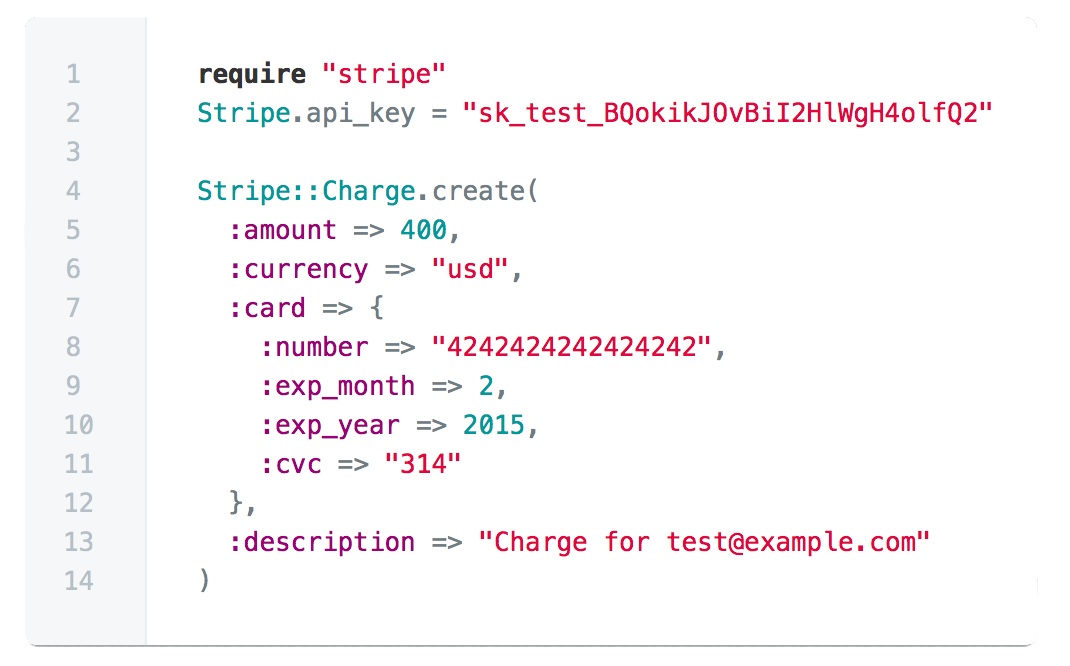 1 require "stripe"
2 Stripe.api_key = "sk_test_BQokikJOvBiI2HlWgH4olfQ2"
3
4 Stripe::Charge.create(
5   :amount => 400,
6   :currency => "usd",
7   :card => {
8     :number => "4242424242424242",
9     :exp_month => 2,
10     :exp_year => 2015,
11     :cvc => "314"
12   },
13   :description => "Charge for test@example.com"
14 )